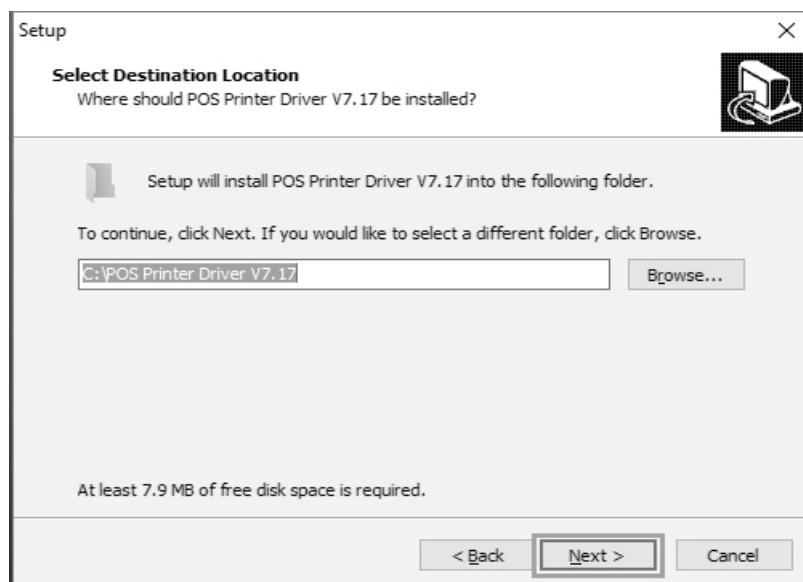 Setup
Select Destination Location
Where should POS Printer Driver V7.17 be installed?
Setup will install POS Printer Driver V7.17 into the following folder.
To continue, click Next. If you would like to select a different folder, click Browse.
C:\POS Printer Driver V7.17
Browse...
At least 7.9 MB of free disk space is required.
< Back
Next >
Cancel